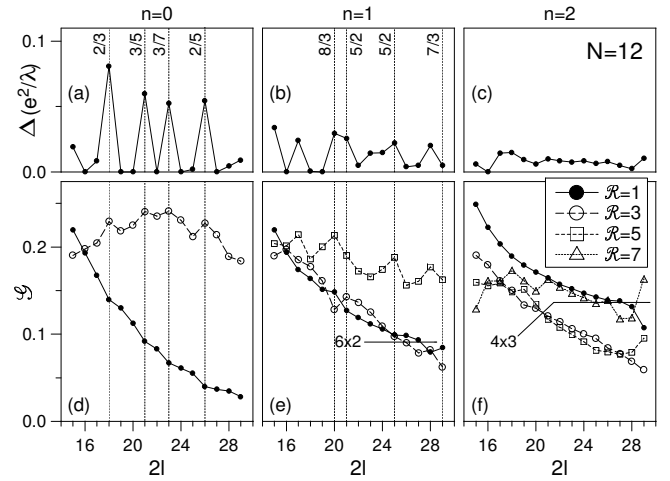 n=0 n=1 n=2
0.1
Δ (e²/λ)
0.0
2/3 3/5 3/7 2/5
(a)
8/3 5/2 5/2 7/3
(b)
N=12
(c)
ℛ=1
ℛ=3
ℛ=5
ℛ=7
0.2
𝒢
0.1
0.0
(d)
6x2
(e)
4x3
(f)
16 20 24 28 16 20 24 28 16 20 24 28
2l 2l 2l